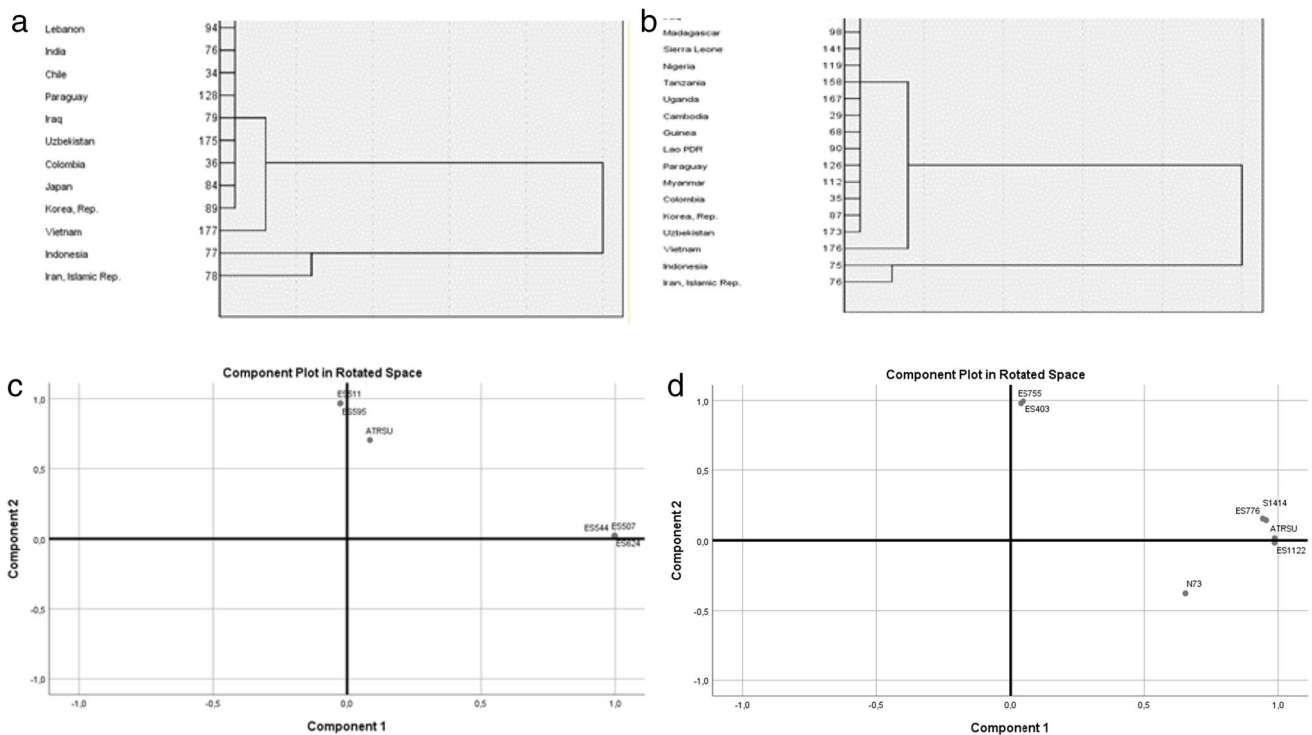 a
Lebanon 94
India 76
Chile 34
Paraguay 128
Iraq 79
Uzbekistan 175
Colombia 36
Japan 84
Korea, Rep. 89
Vietnam 177
Indonesia 77
Iran, Islamic Rep. 78
b
Madagascar 98
Sierra Leone 141
Nigeria 119
Tanzania 158
Uganda 167
Cambodia 29
Guinea 68
Lao PDR 90
Paraguay 126
Myanmar 112
Colombia 35
Korea, Rep. 87
Uzbekistan 173
Vietnam 176
Indonesia 75
Iran, Islamic Rep. 76
c
Component Plot in Rotated Space
Component 2
1,0
0,5
0,0
-0,5
-1,0
ES511
ES595
ATRSU
ES544 ES507
ES624
-1,0 -0,5 0,0 0,5 1,0
Component 1
d
Component Plot in Rotated Space
Component 2
1,0
0,5
0,0
-0,5
-1,0
ES755
ES403
S1414
ES776
ATRSU
ES1122
N73
-1,0 -0,5 0,0 0,5 1,0
Component 1